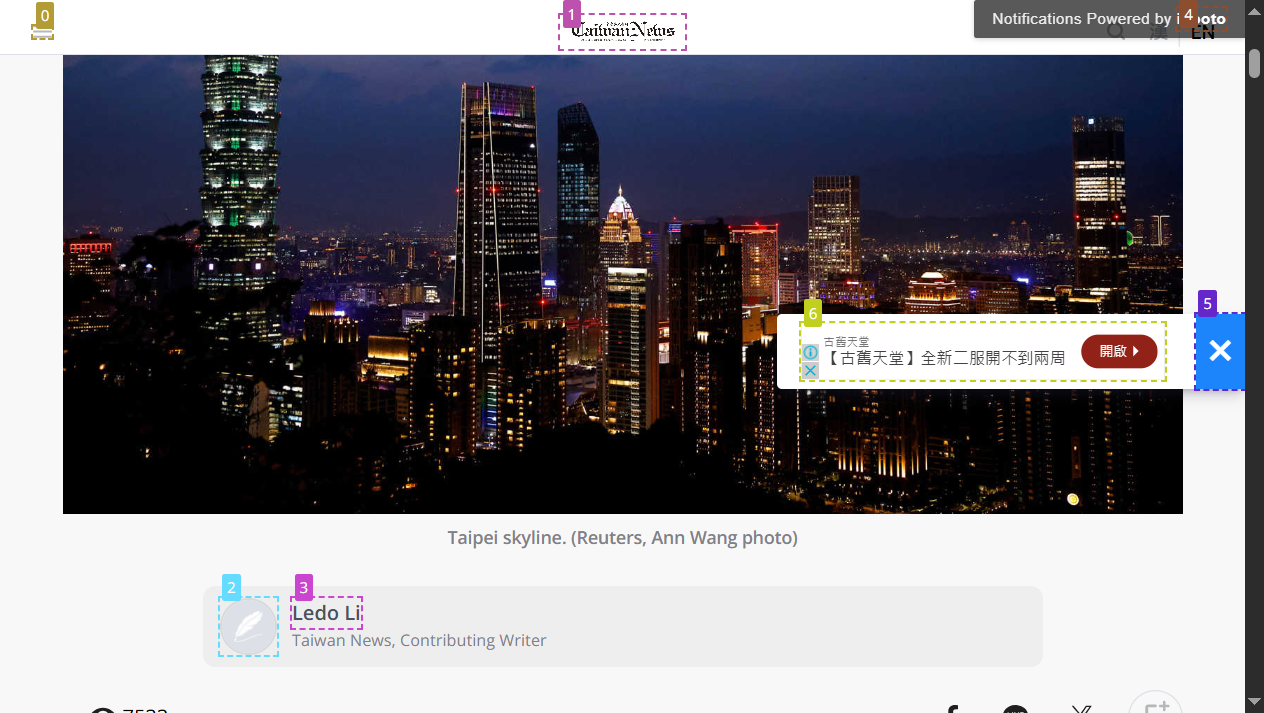 0
1
Taiwan News
Notifications Powered by i
4
oto
漢
EN
5
6
古舊天堂
【古舊天堂】全新二服開不到兩周
開啟
Taipei skyline. (Reuters, Ann Wang photo)
2
3
Ledo Li
Taiwan News, Contributing Writer